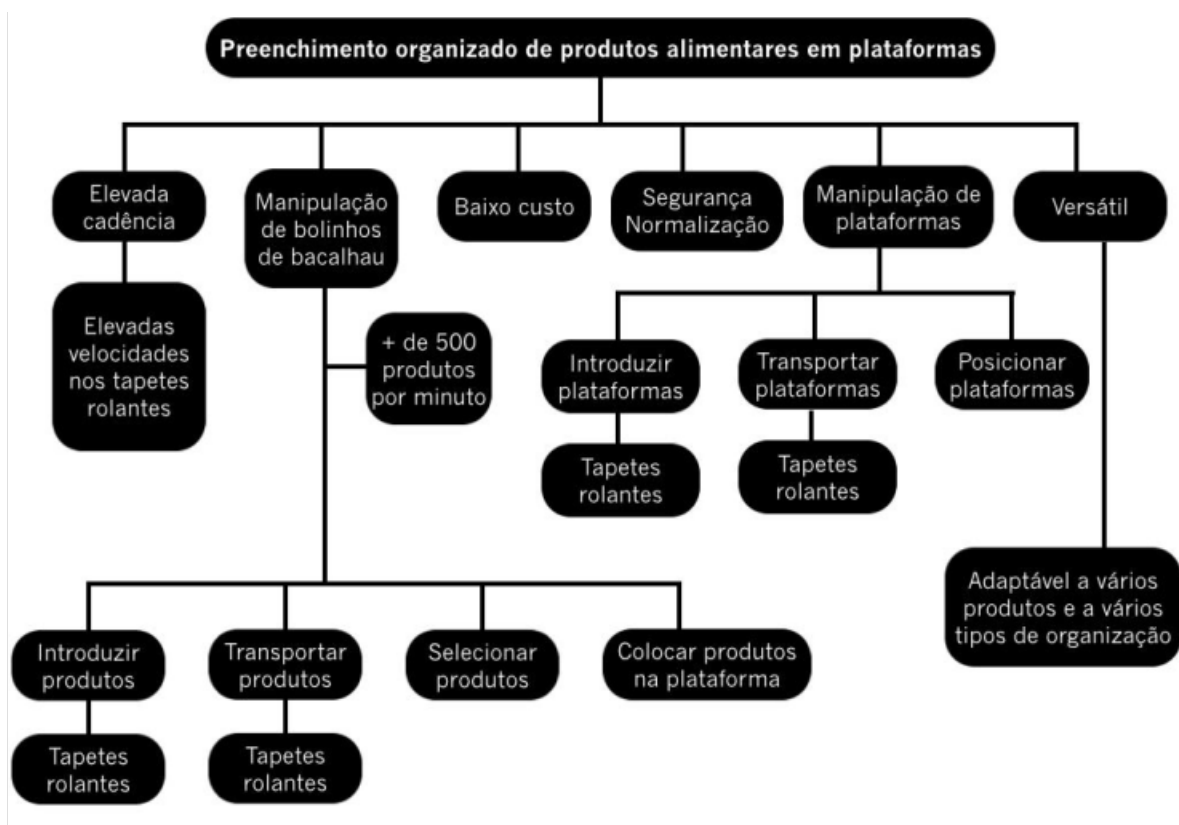 Preenchimento organizado de produtos alimentares em plataformas
Elevada
cadência
Manipulação
de bolinhos
de bacalhau
Baixo custo
Segurança
Normalização
Manipulação de
plataformas
Versátil
Elevadas
velocidades
nos tapetes
rolantes
+ de 500
produtos
por minuto
Introduzir
plataformas
Transportar
plataformas
Posicionar
plataformas
Tapetes
rolantes
Tapetes
rolantes
Adaptável a vários
produtos e a vários
tipos de organização
Introduzir
produtos
Transportar
produtos
Selecionar
produtos
Colocar produtos
na plataforma
Tapetes
rolantes
Tapetes
rolantes